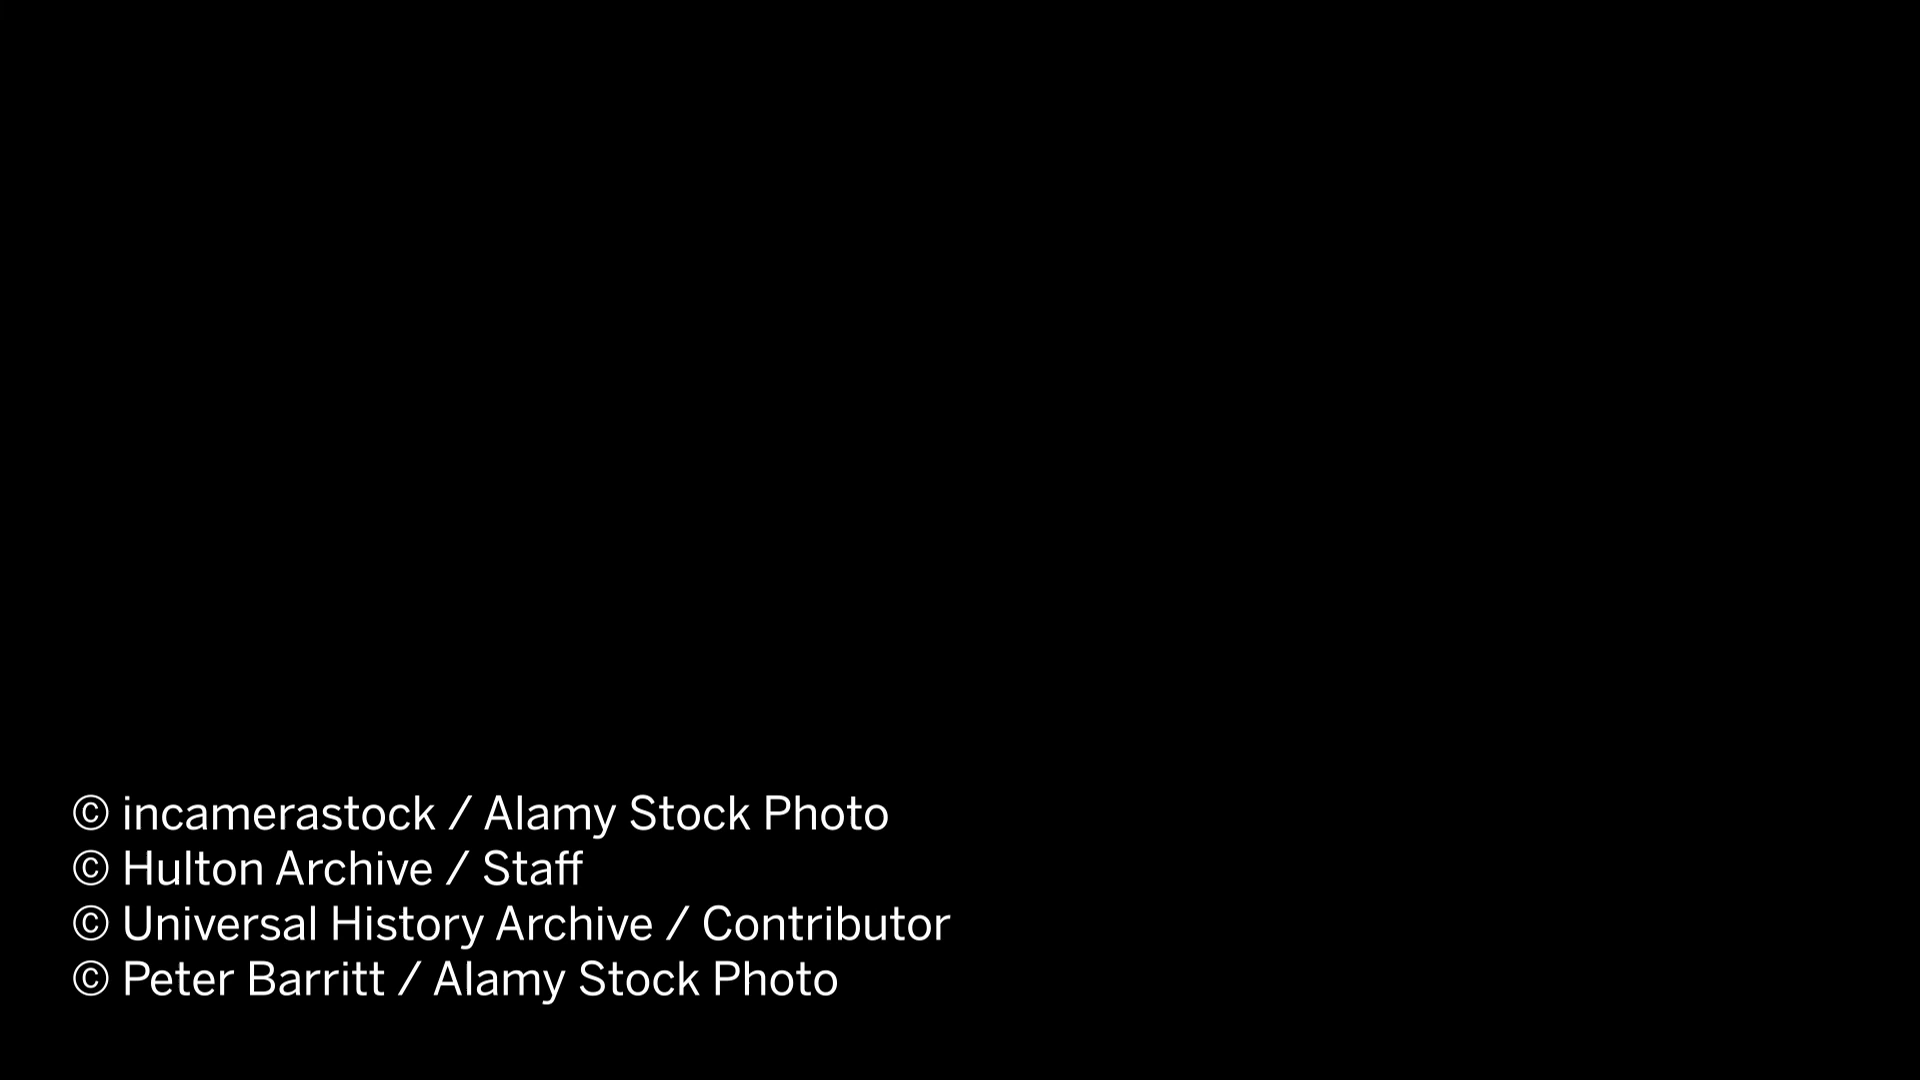 © incamerastock / Alamy Stock Photo
© Hulton Archive / Staff
© Universal History Archive / Contributor
© Peter Barritt / Alamy Stock Photo